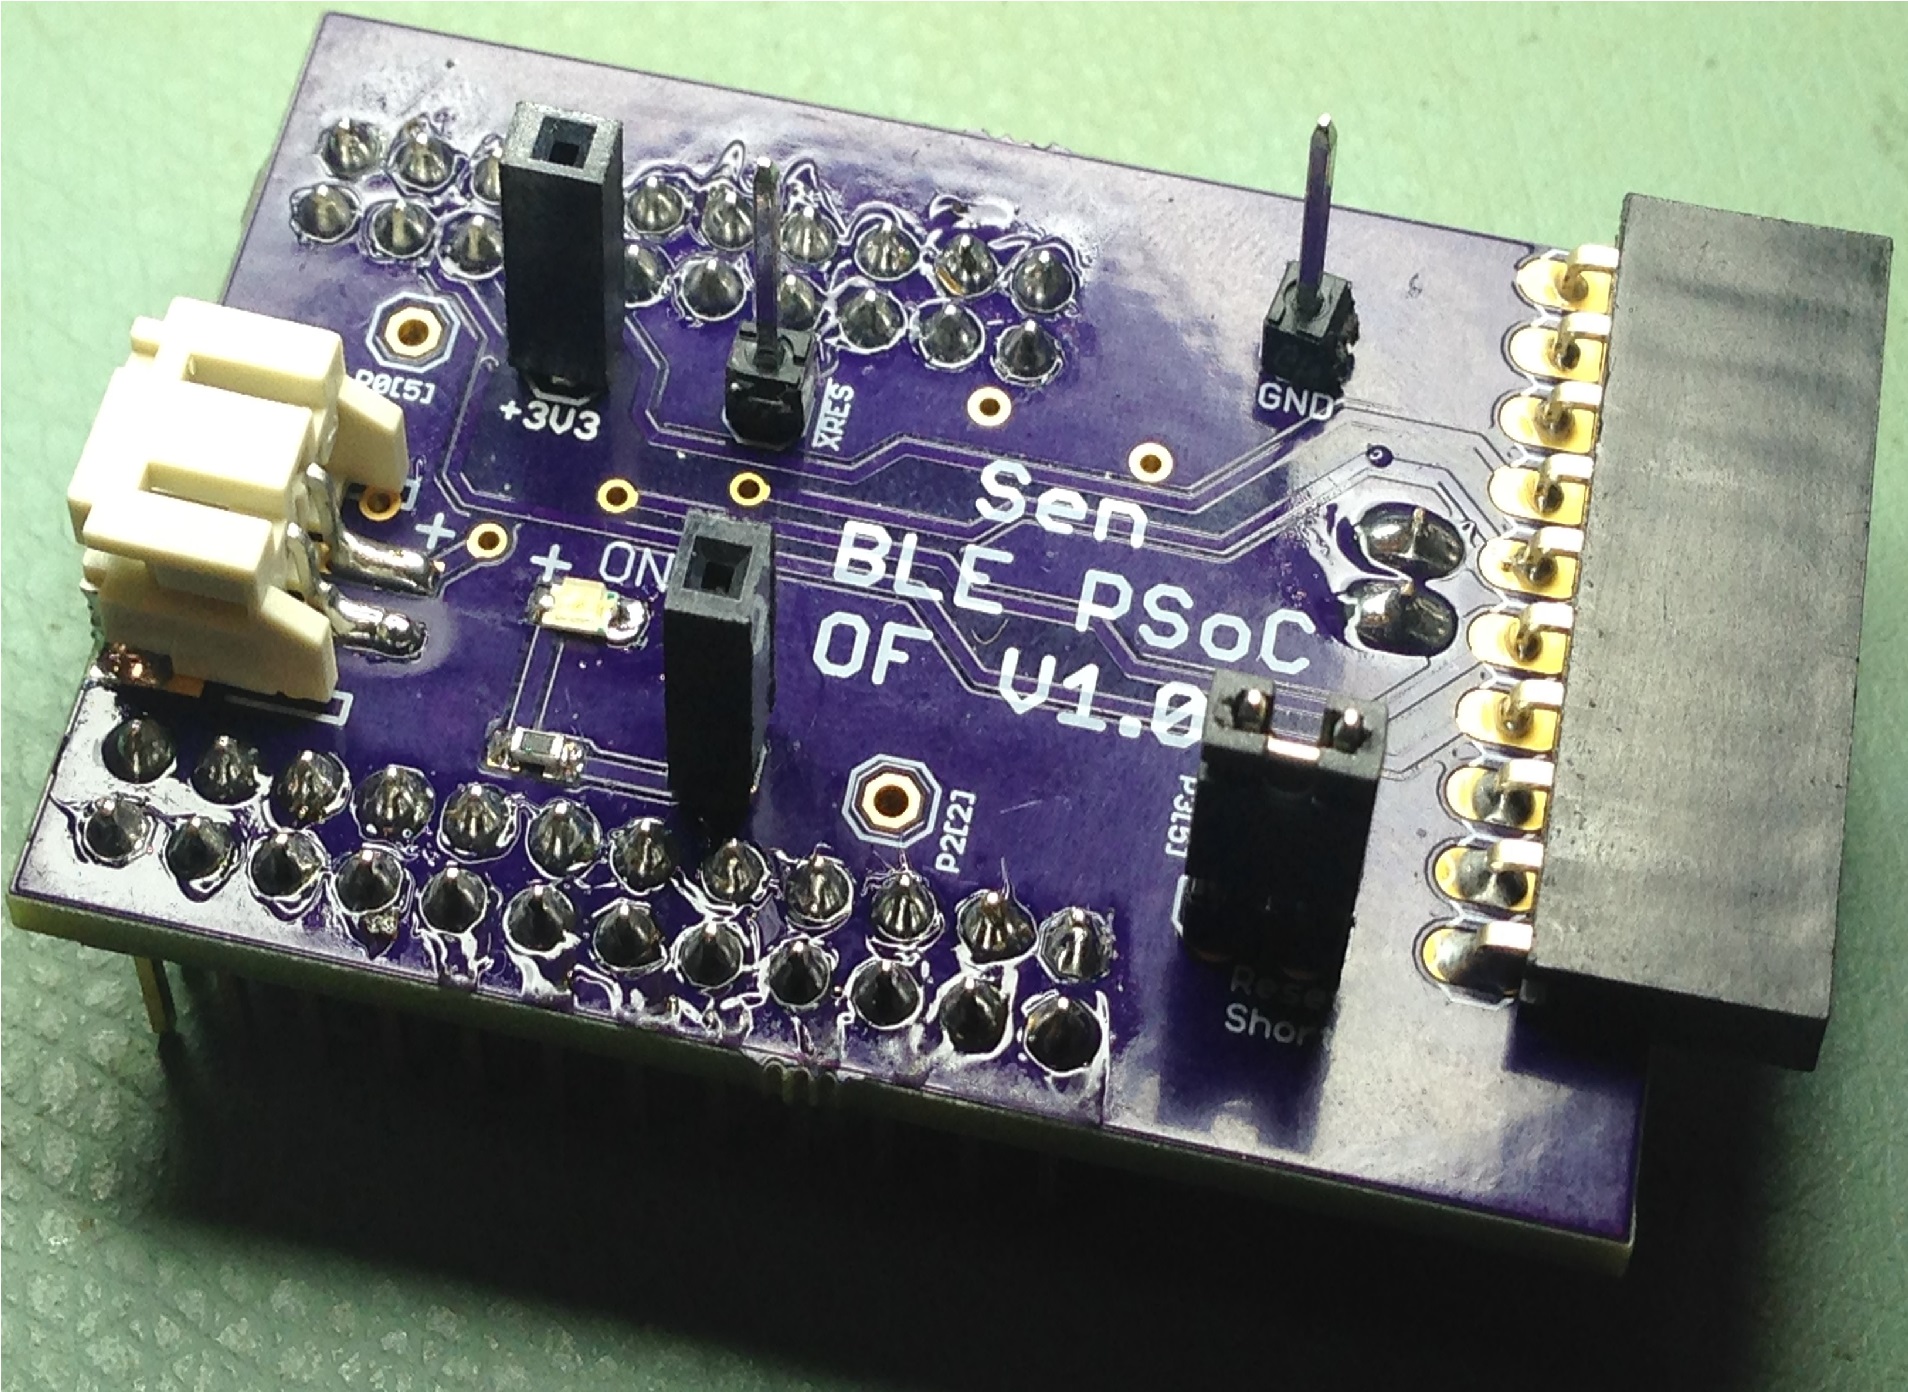 P0[5]
+3V3
XRES
GND
+
+ ON
Sen
BLE pSoC
OF V1.0
P2[2]
P3[5]